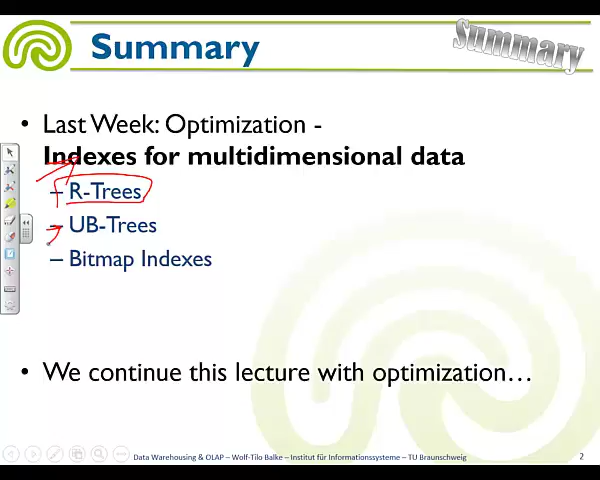 Summary
Summary
• Last Week: Optimization -
Indexes for multidimensional data
– R-Trees
– UB-Trees
– Bitmap Indexes
• We continue this lecture with optimization…
Data Warehousing & OLAP – Wolf-Tilo Balke – Institut für Informationssysteme – TU Braunschweig
2